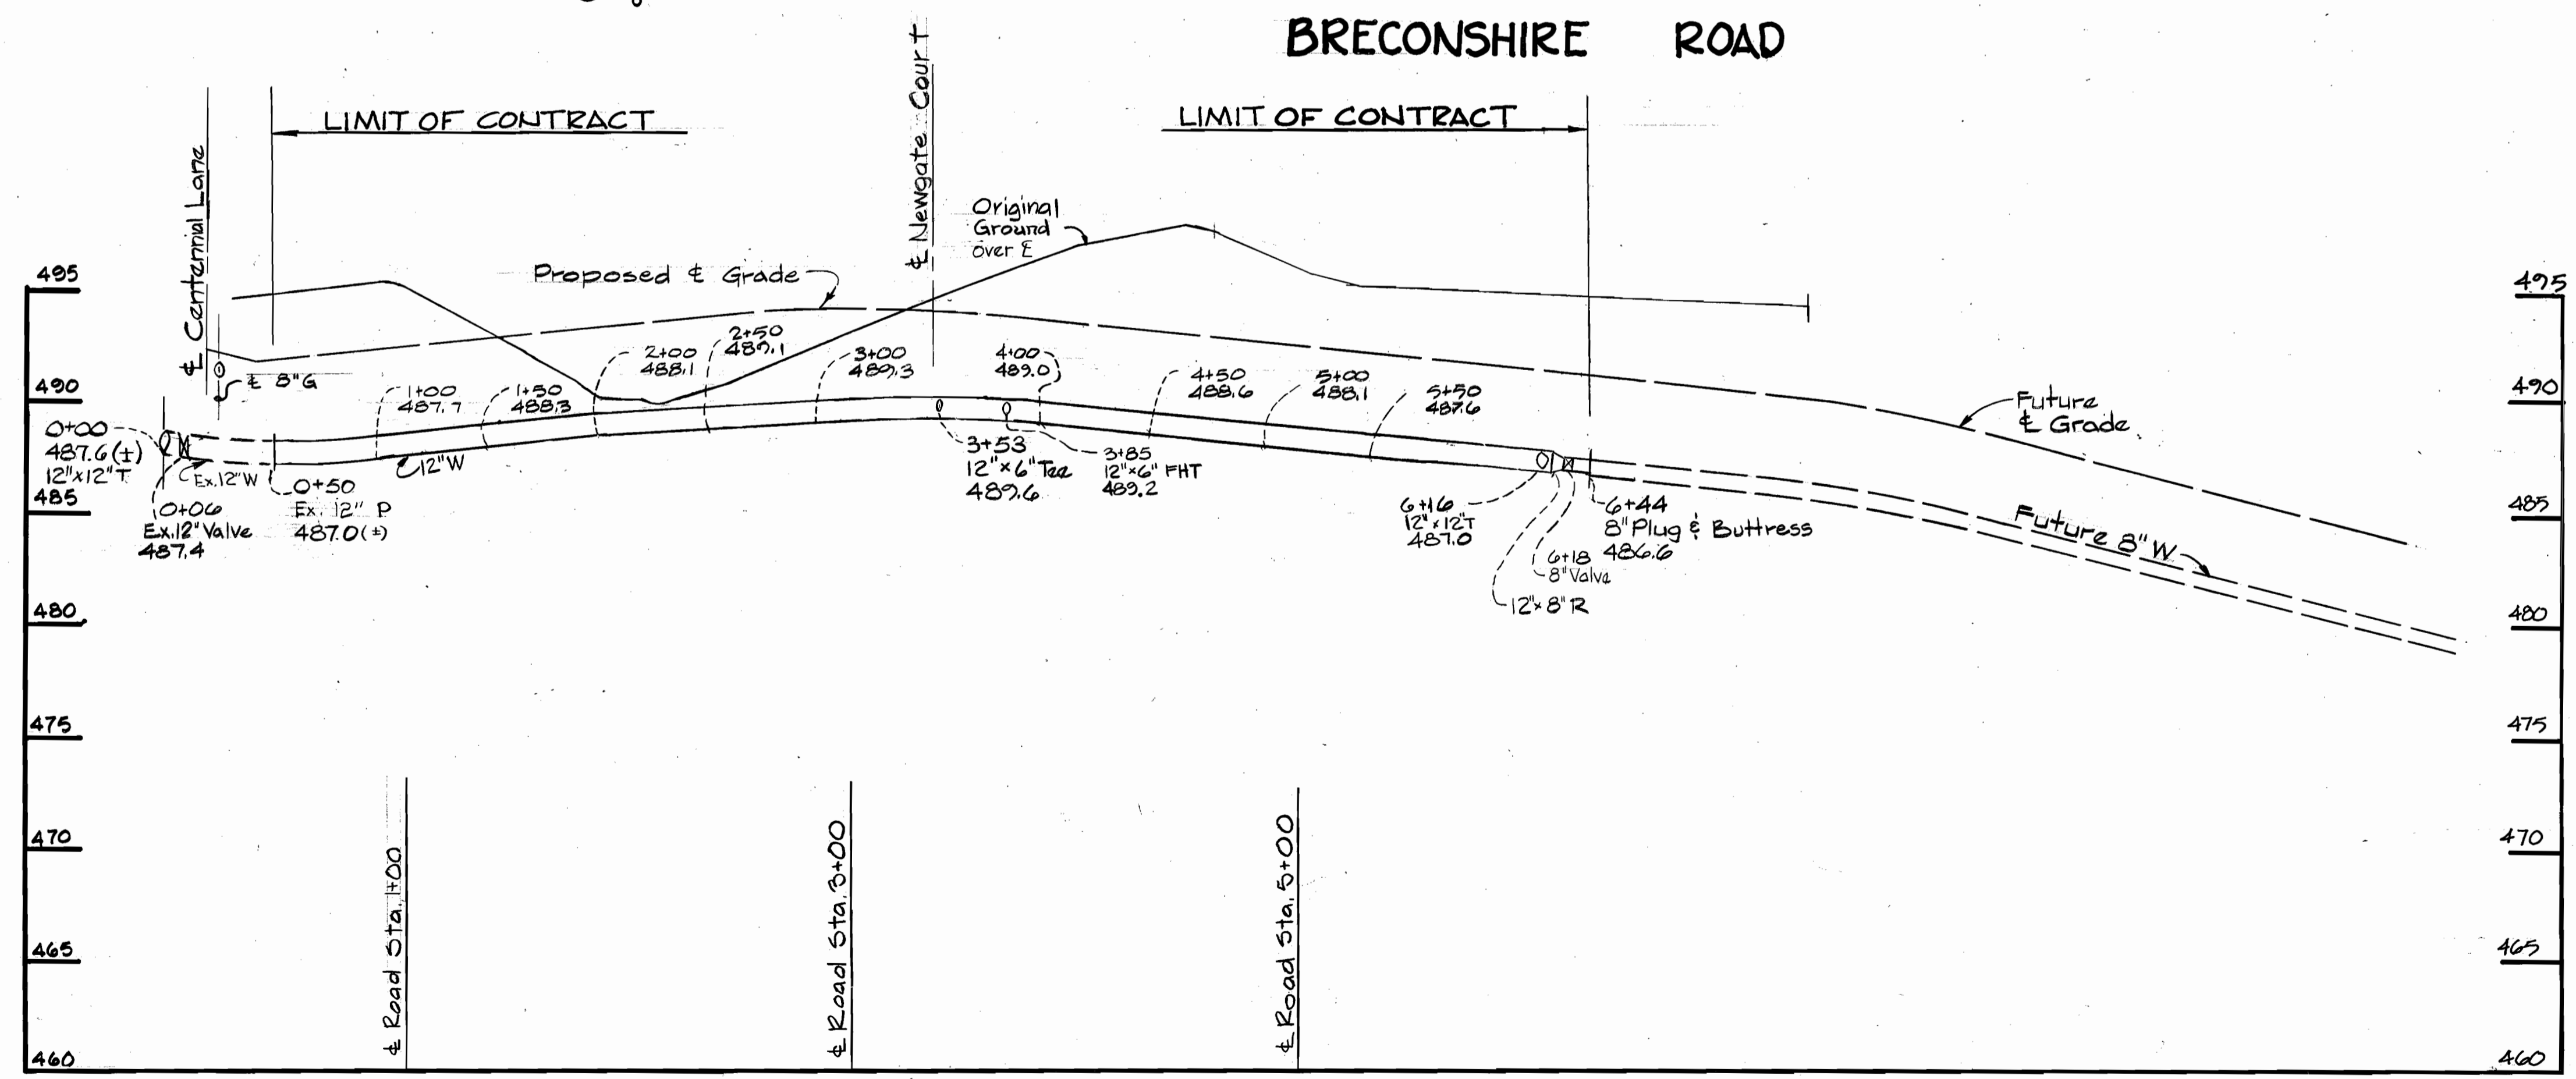 BRECONSHIRE ROAD
LIMIT OF CONTRACT
LIMIT OF CONTRACT
℄ Centennial Lane
℄ Newgate Court
Original
Ground
over ℄
Proposed ℄ Grade
495
490
485
480
475
470
465
460
495
490
485
480
475
470
465
460
℄ 8"G
0+00
487.6(±)
12"x12"T
Ex.12"W
0+06
Ex.12"Valve
487.4
0+50
Ex. 12" P
487.0(±)
12"W
1+00
487.7
1+50
488.3
2+00
488.1
2+50
489.1
3+00
489.3
3+53
12"x6"Tee
489.6
4+00
489.0
3+85
12"x6" FHT
489.2
4+50
488.6
5+00
488.1
5+50
487.6
6+16
12"x12"T
487.0
6+18
8"Valve
12"x8"R
6+44
8"Plug & Buttress
486.6
Future
℄ Grade
Future 8"W
℄ Road Sta. 1+00
℄ Road Sta. 3+00
℄ Road Sta. 5+00